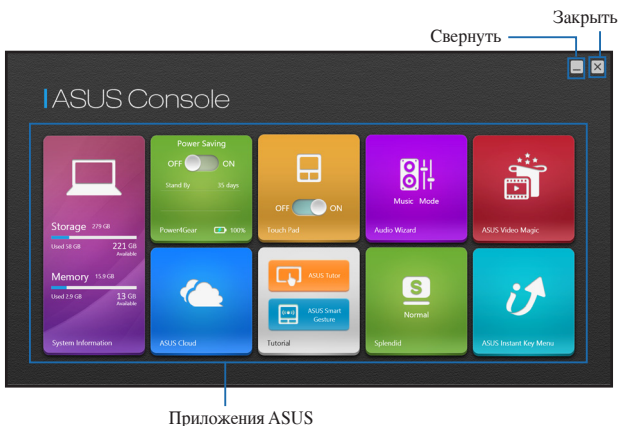 Закрыть
Свернуть
ASUS Console
Power Saving
OFF ON
Stand By 35 days
Power4Gear 100%
OFF ON
Touch Pad
Music Mode
Audio Wizard
ASUS Video Magic
Storage 279 GB
Used 58 GB 221 GB
Available
Memory 15.9 GB
Used 2.9 GB 13 GB
Available
System Information
ASUS Cloud
ASUS Tutor
ASUS Smart
Gesture
Tutorial
S
Normal
Splendid
ASUS Instant Key Menu
Приложения ASUS